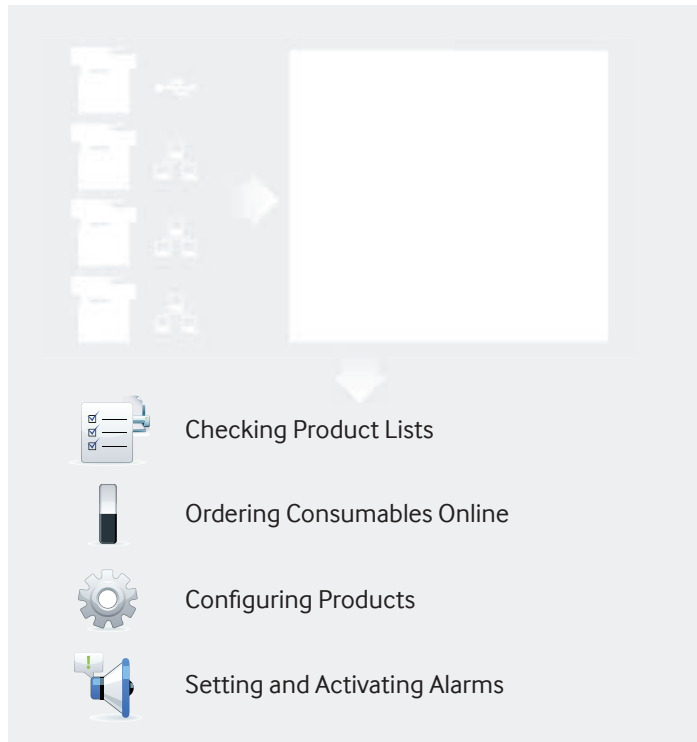 Checking Product Lists
Ordering Consumables Online
Configuring Products
Setting and Activating Alarms